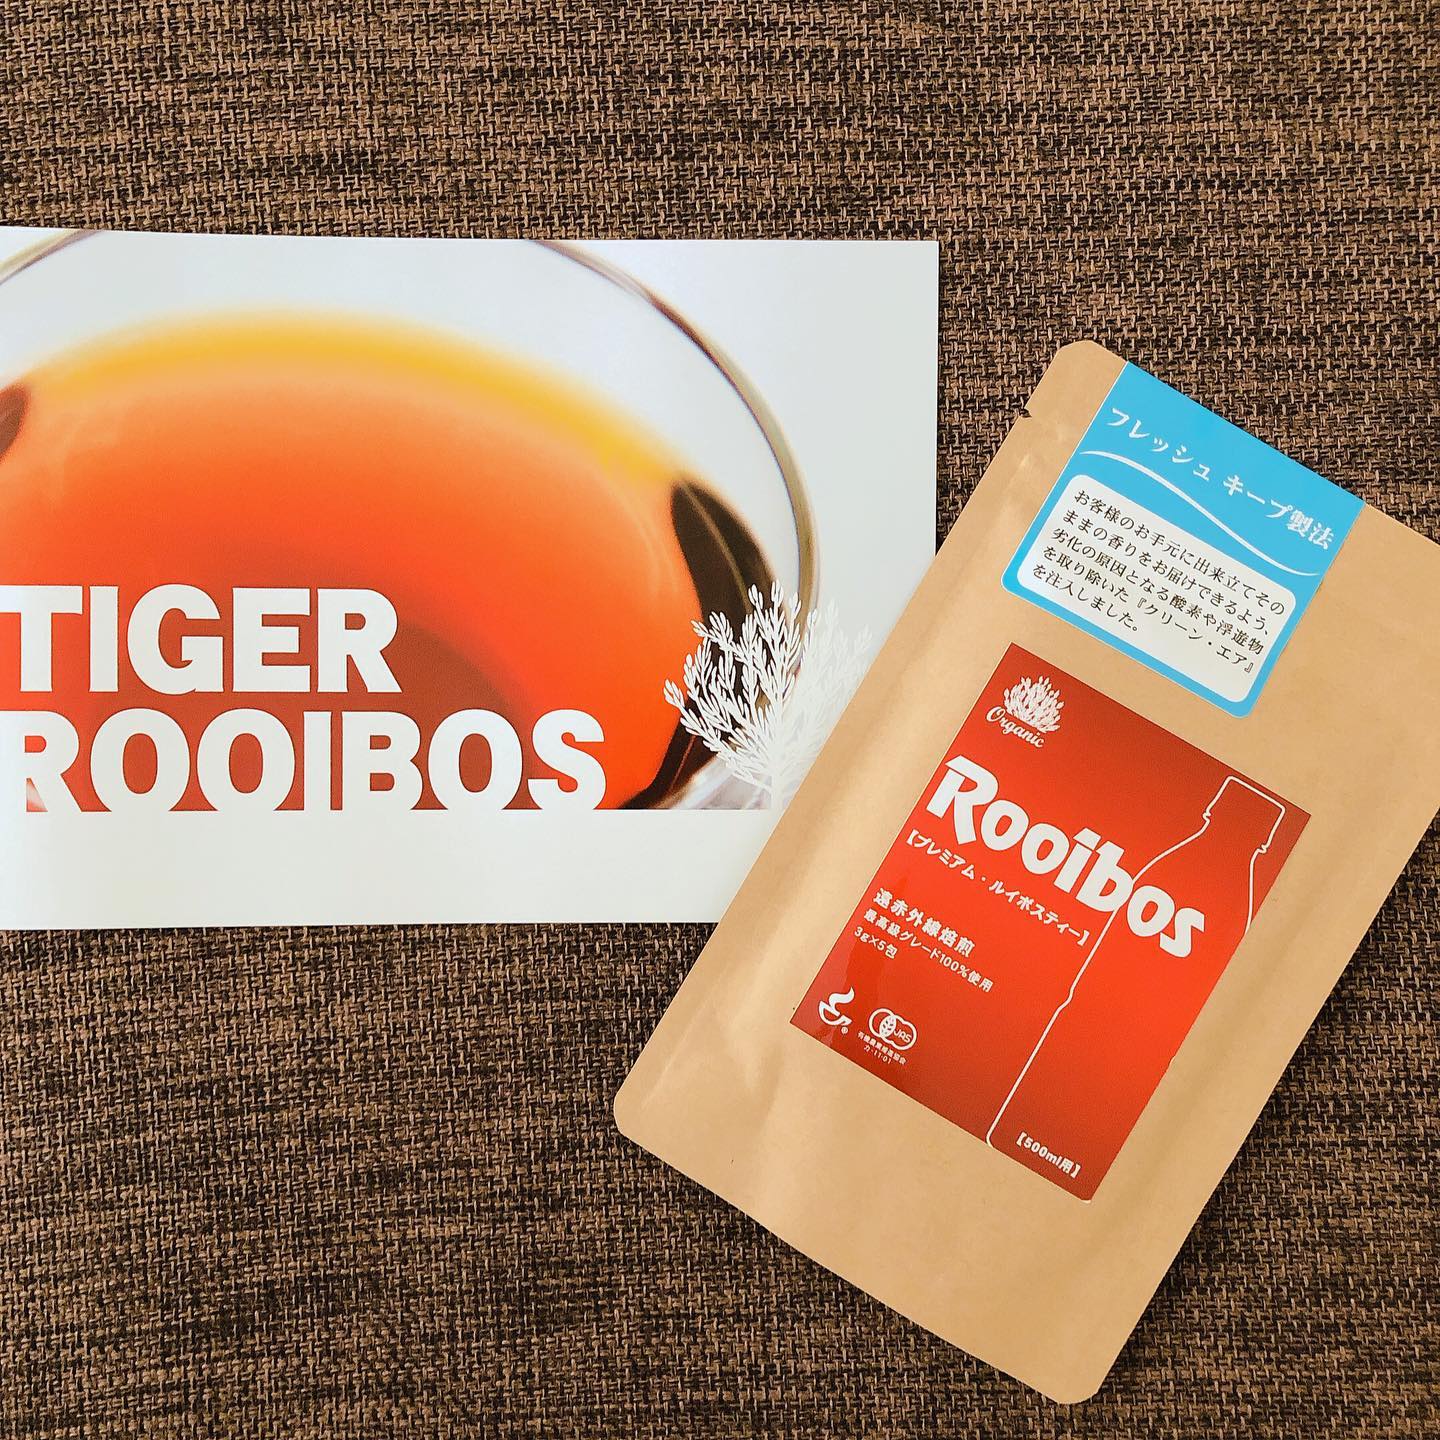 TIGER
ROOIBOS
フレッシュ キープ製法
お客様のお手元に出来立てその
ままの香りをお届けできるよう、
劣化の原因となる酸素や浮遊物
を取り除いた『クリーン・エア』
を注入しました。
Organic
Rooibos
【プレミアム・ルイボスティー】
遠赤外線焙煎
最高級グレード100%使用
3g×5包
®
JAS
【500ml用】